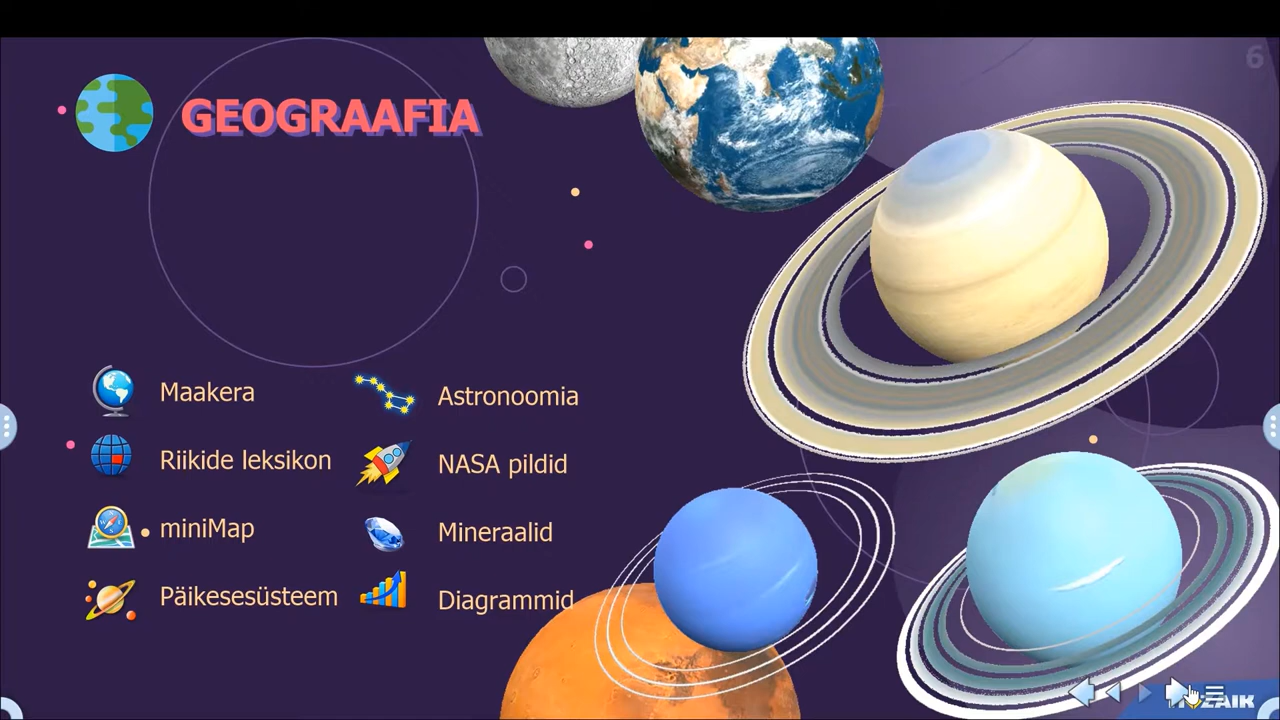 6
GEOGRAAFIA
Maakera
Riikide leksikon
miniMap
Päikesesüsteem
Astronoomia
NASA pildid
Mineraalid
Diagrammid